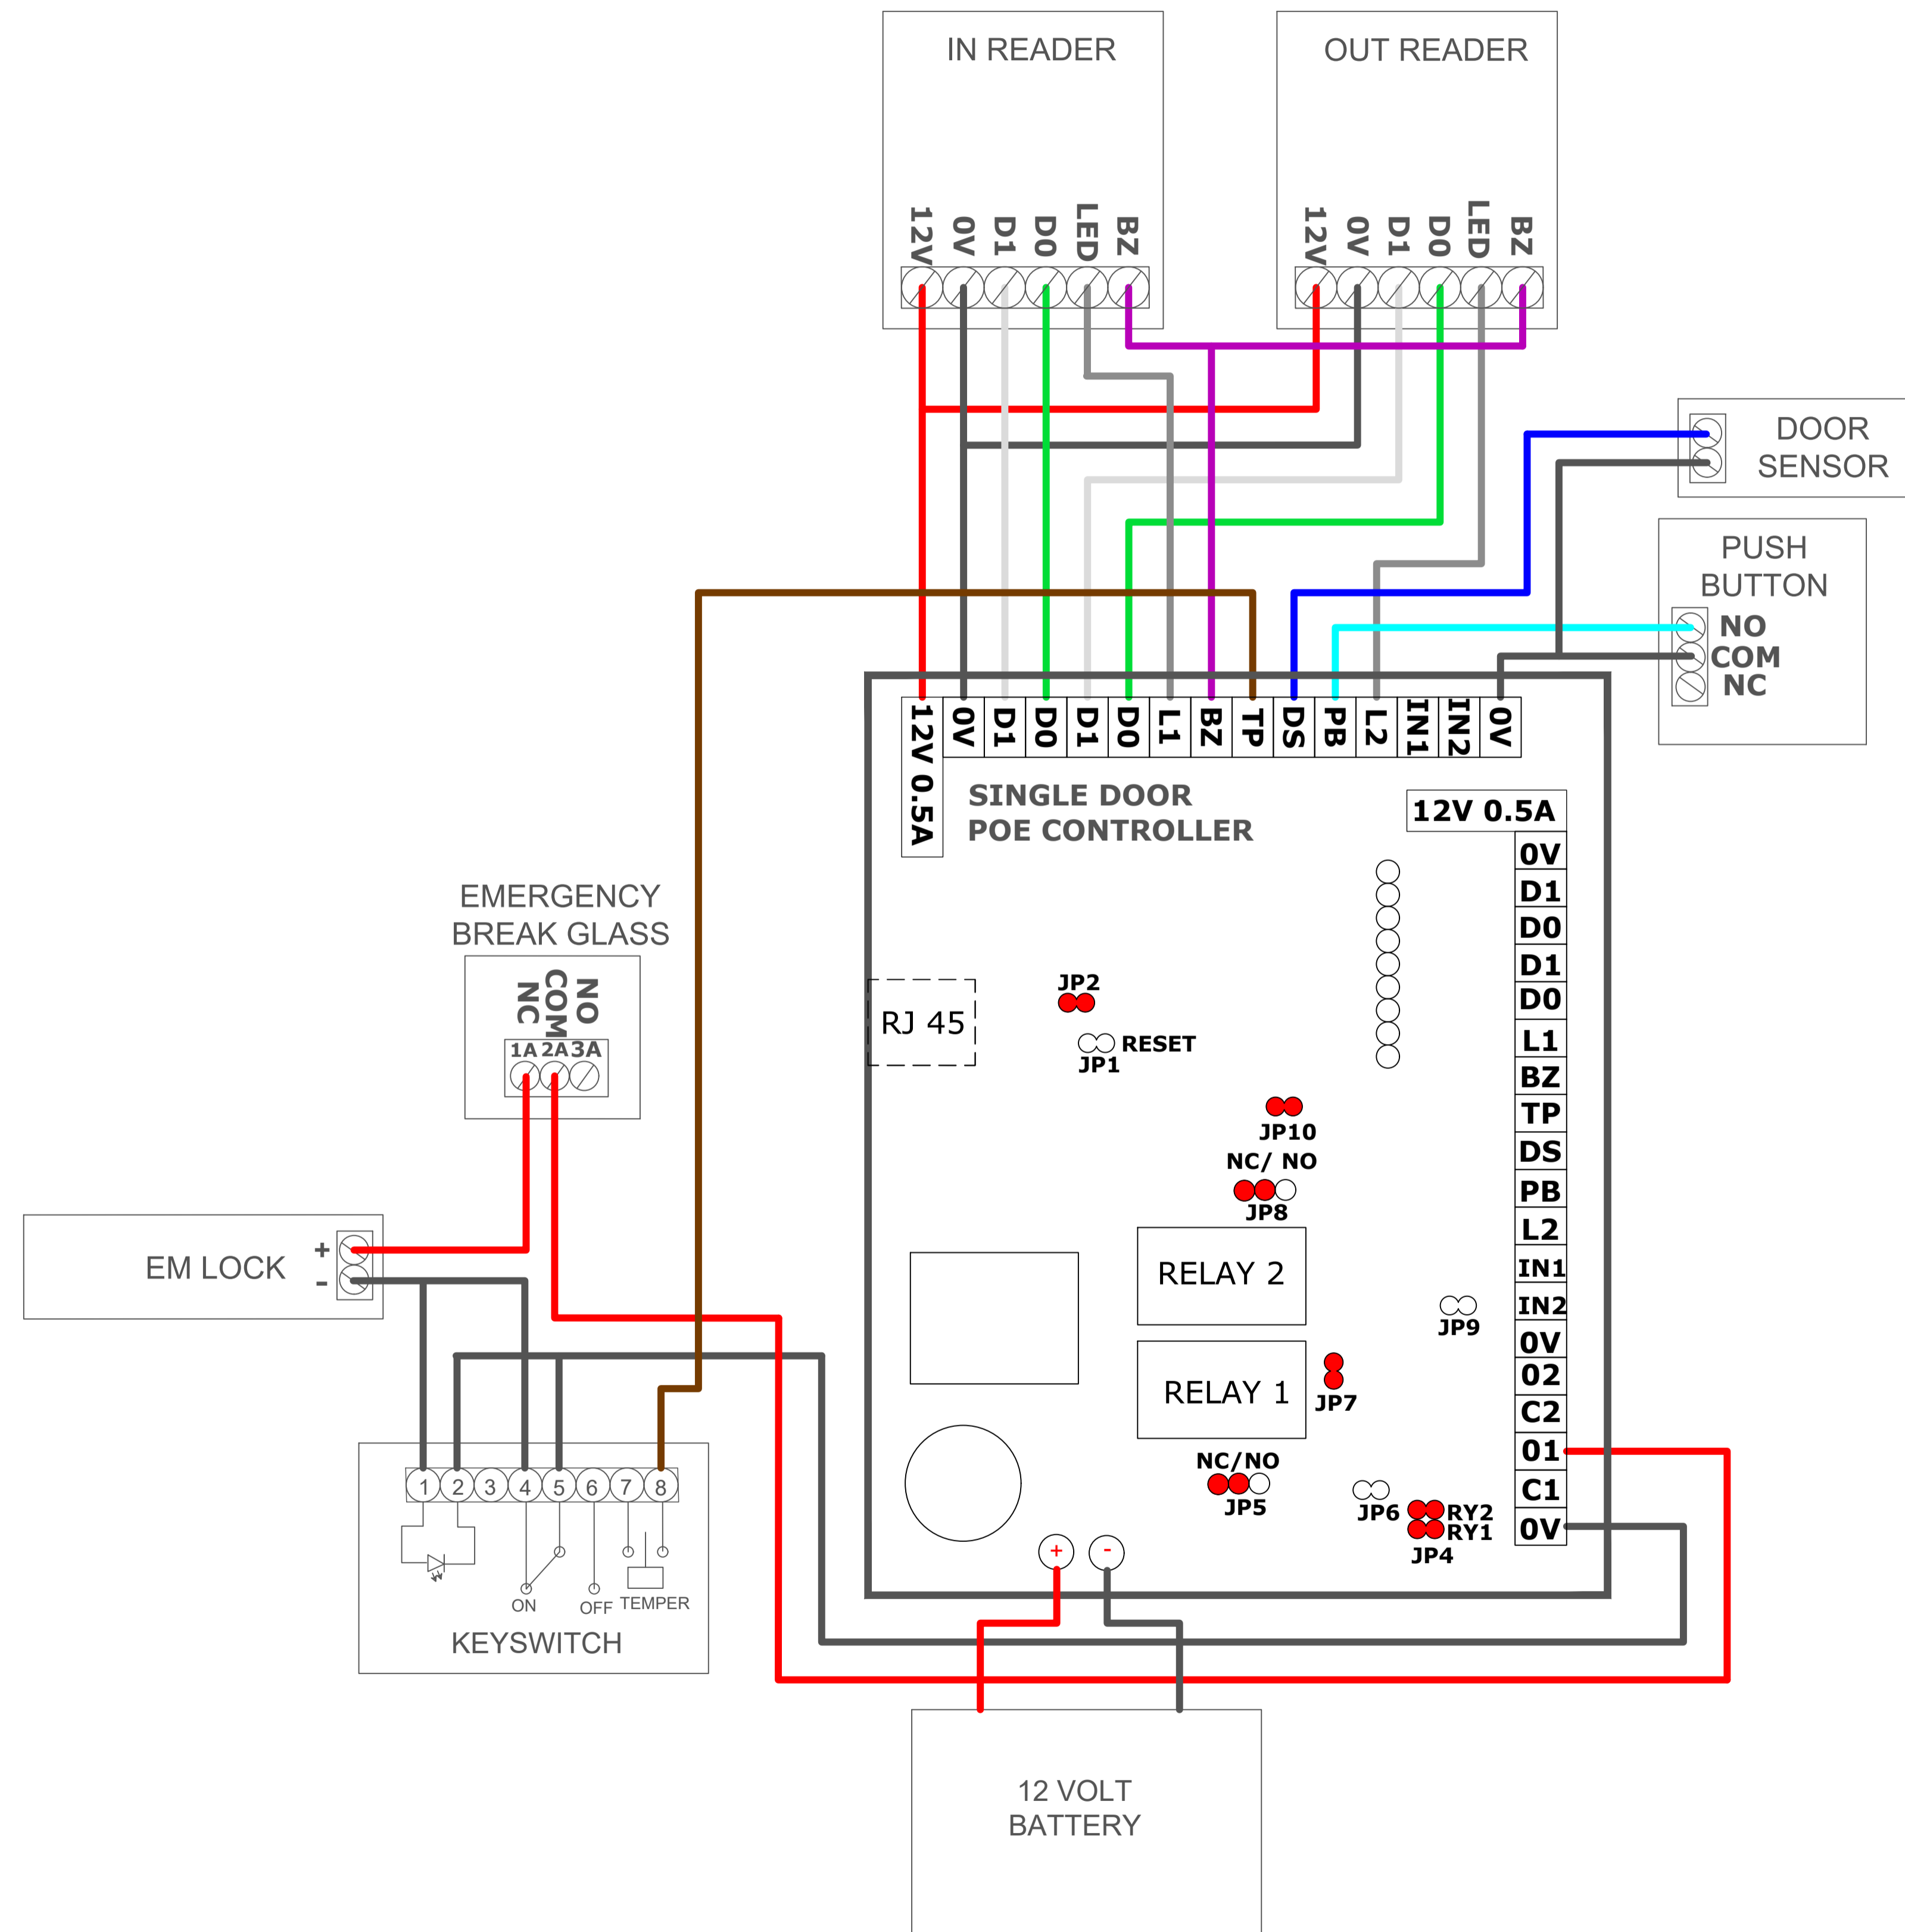 IN READER
12V
0V
D1
D0
LED
BZ
OUT READER
12V
0V
D1
D0
LED
BZ
DOOR
SENSOR
PUSH
BUTTON
NO
COM
NC
12V 0.5A
0V
D1
D0
D1
D0
L1
BZ
TP
DS
PB
L2
IN1
IN2
0V
SINGLE DOOR
POE CONTROLLER
12V 0.5A
0V
D1
D0
D1
D0
L1
BZ
TP
DS
PB
L2
IN1
IN2
0V
02
C2
01
C1
0V
EMERGENCY
BREAK GLASS
NC
COM
NO
1A 2A 3A
RJ 45
JP2
RESET
JP1
JP10
NC/ NO
JP8
RELAY 2
JP9
RELAY 1
JP7
NC/NO
JP5
JP6
RY2
RY1
JP4
+
-
EM LOCK
+
-
1 2 3 4 5 6 7 8
ON
OFF
TEMPER
KEYSWITCH
12 VOLT
BATTERY